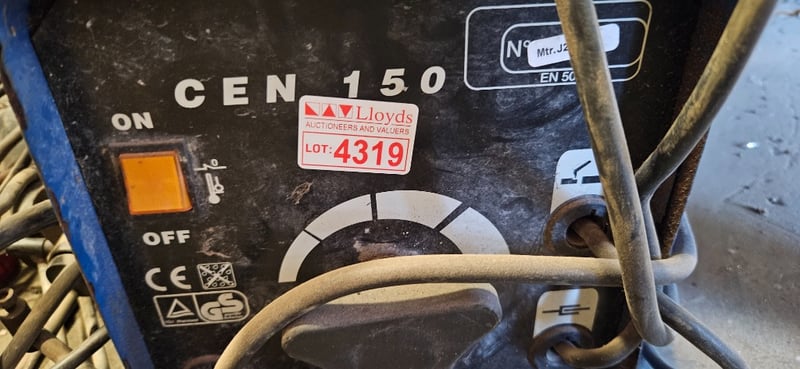 N°
Mtr.J2
EN 50
CEN 150
Lloyds
AUCTIONEERS AND VALUERS
LOT: 4319
ON
OFF
CE
GS